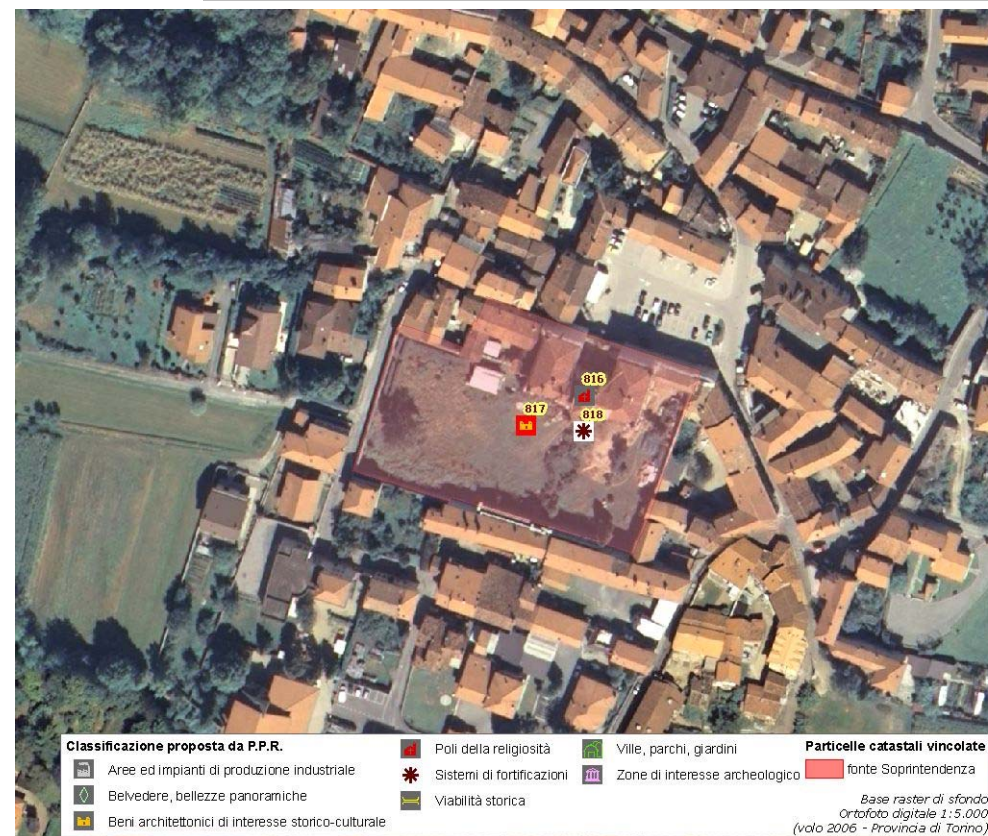 816
817
818
Classificazione proposta da P.P.R.
Aree ed impianti di produzione industriale
Belvedere, bellezze panoramiche
Beni architettonici di interesse storico-culturale
Poli della religiosità
Sistemi di fortificazioni
Viabilità storica
Ville, parchi, giardini
Zone di interesse archeologico
Particelle catastali vincolate
fonte Soprintendenza
Base raster di sfondo
Ortofoto digitale 1:5.000
(volo 2006 - Provincia di Torino)